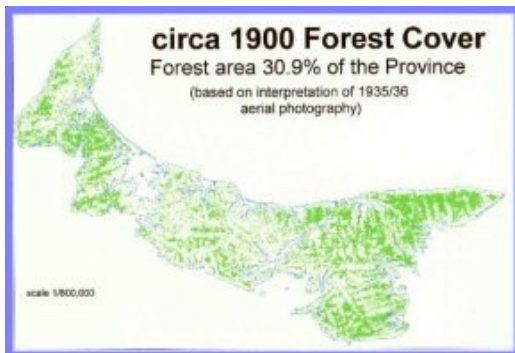 circa 1900 Forest Cover
Forest area 30.9% of the Province
(based on interpretation of 1935/36
aerial photography)
scale 1/800,000